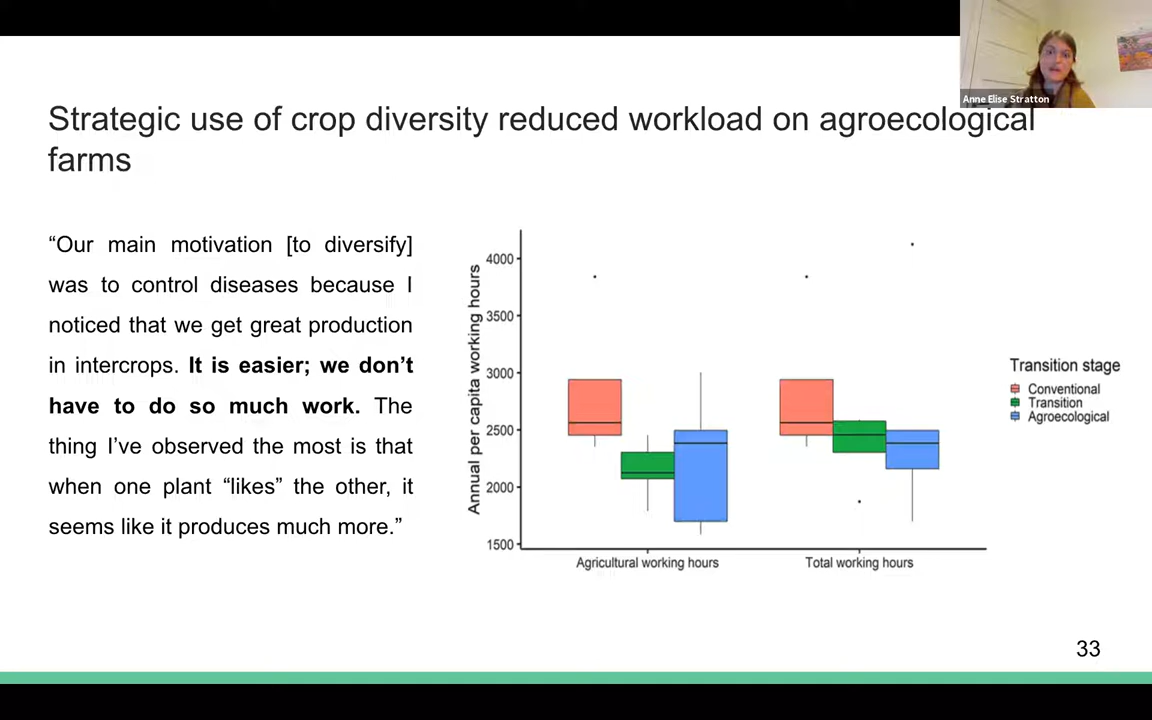 Anne Elise Stratton
Strategic use of crop diversity reduced workload on agroecological
farms
“Our main motivation [to diversify]
was to control diseases because I
noticed that we get great production
in intercrops. It is easier; we don’t
have to do so much work. The
thing I’ve observed the most is that
when one plant “likes” the other, it
seems like it produces much more.”
Annual per capita working hours
4000
3500
3000
2500
2000
1500
Agricultural working hours
Total working hours
Transition stage
Conventional
Transition
Agroecological
33